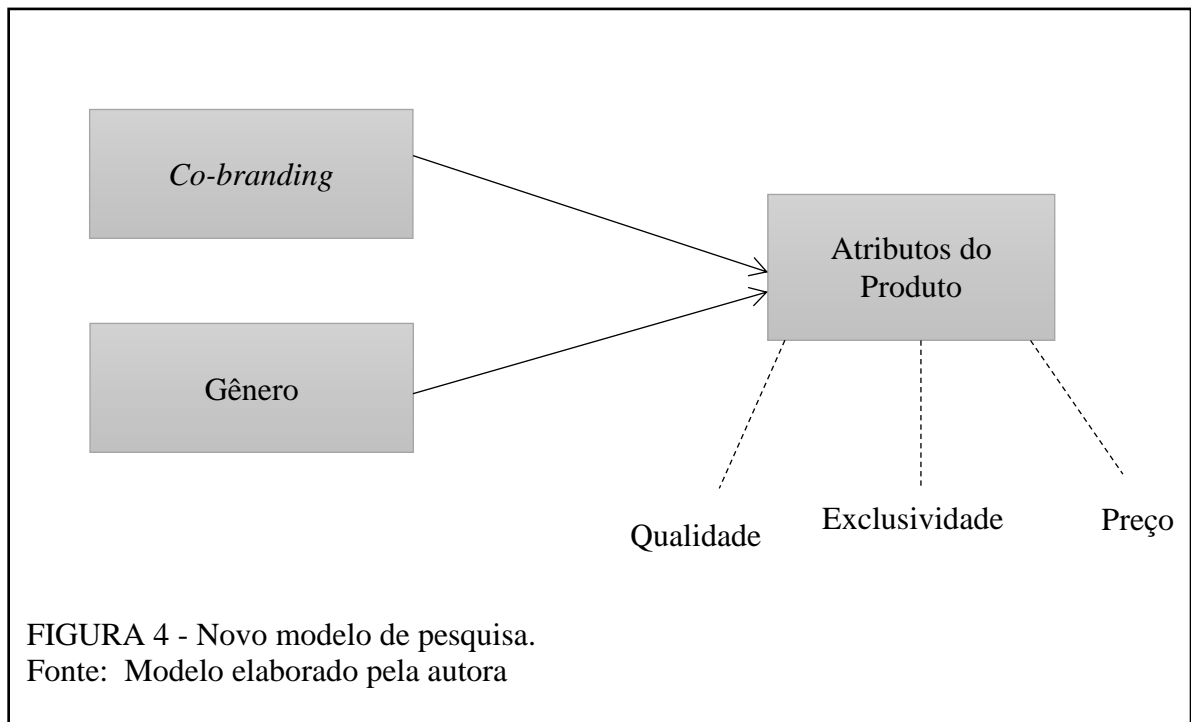 Co-branding
Atributos do
Produto
Gênero
Qualidade
Exclusividade
Preço
FIGURA 4 - Novo modelo de pesquisa.
Fonte: Modelo elaborado pela autora